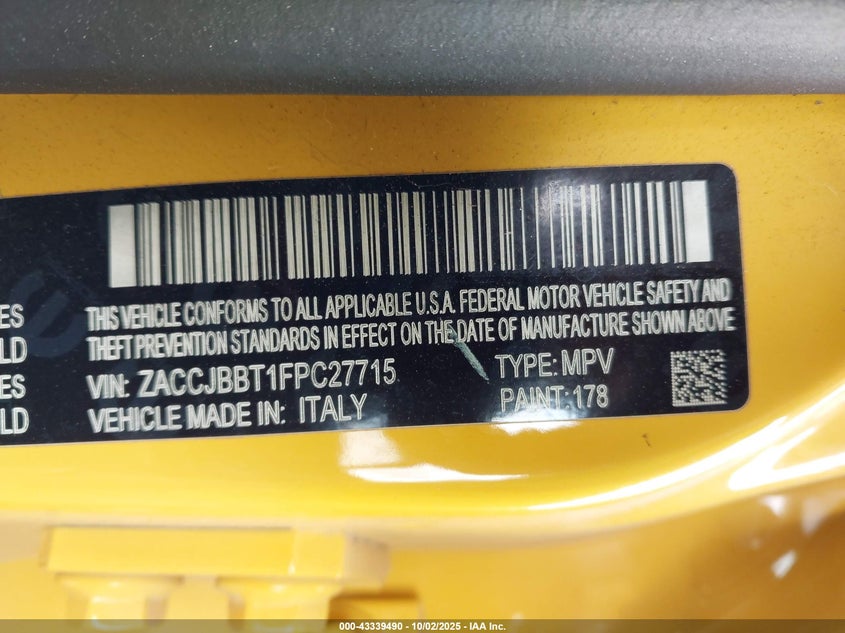 THIS VEHICLE CONFORMS TO ALL APPLICABLE U.S.A. FEDERAL MOTOR VEHICLE SAFETY AND
THEFT PREVENTION STANDARDS IN EFFECT ON THE DATE OF MANUFACTURE SHOWN ABOVE
VIN: ZACCJBBT1FPC27715 TYPE: MPV
VEHICLE MADE IN: ITALY PAINT: 178
ES
LD
ES
LD
000-43339490 - 10/02/2025 - IAA Inc.